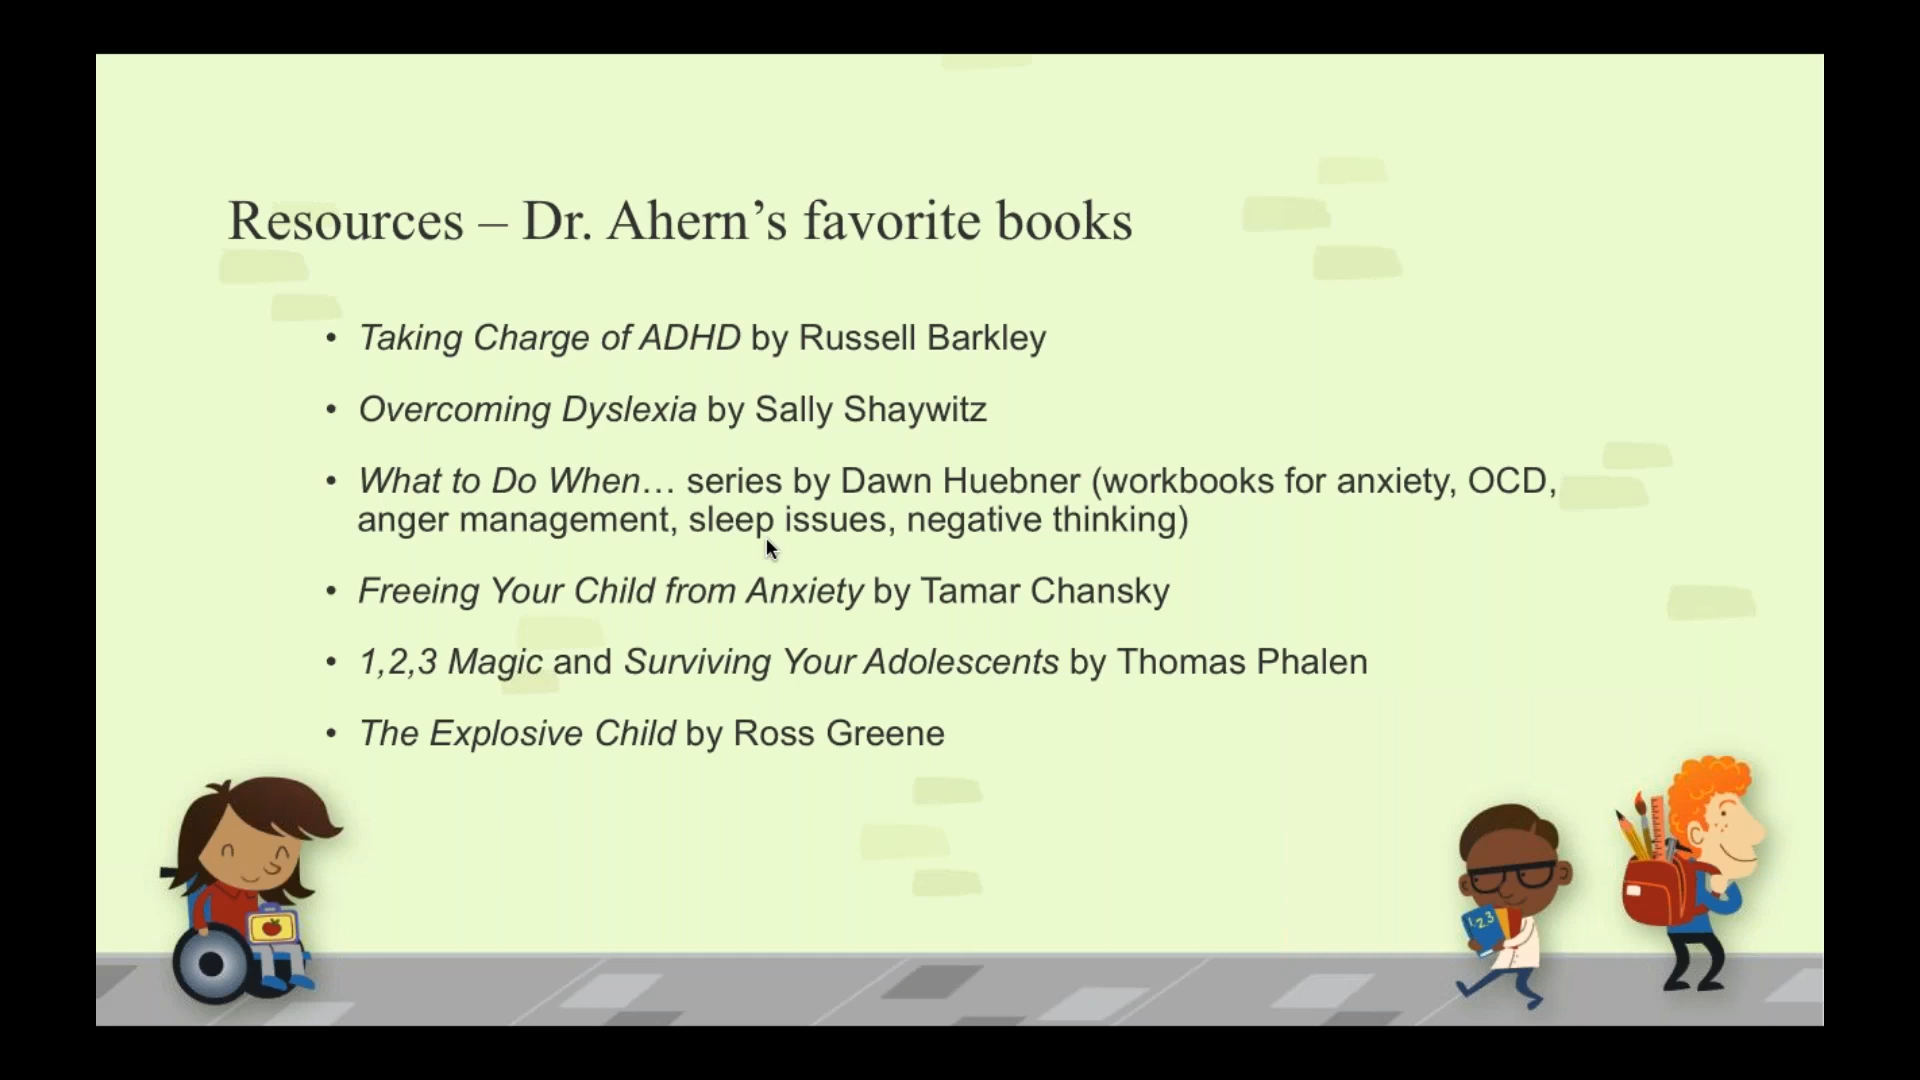 Resources – Dr. Ahern’s favorite books
• Taking Charge of ADHD by Russell Barkley
• Overcoming Dyslexia by Sally Shaywitz
• What to Do When… series by Dawn Huebner (workbooks for anxiety, OCD,
anger management, sleep issues, negative thinking)
• Freeing Your Child from Anxiety by Tamar Chansky
• 1,2,3 Magic and Surviving Your Adolescents by Thomas Phalen
• The Explosive Child by Ross Greene
1,2,3